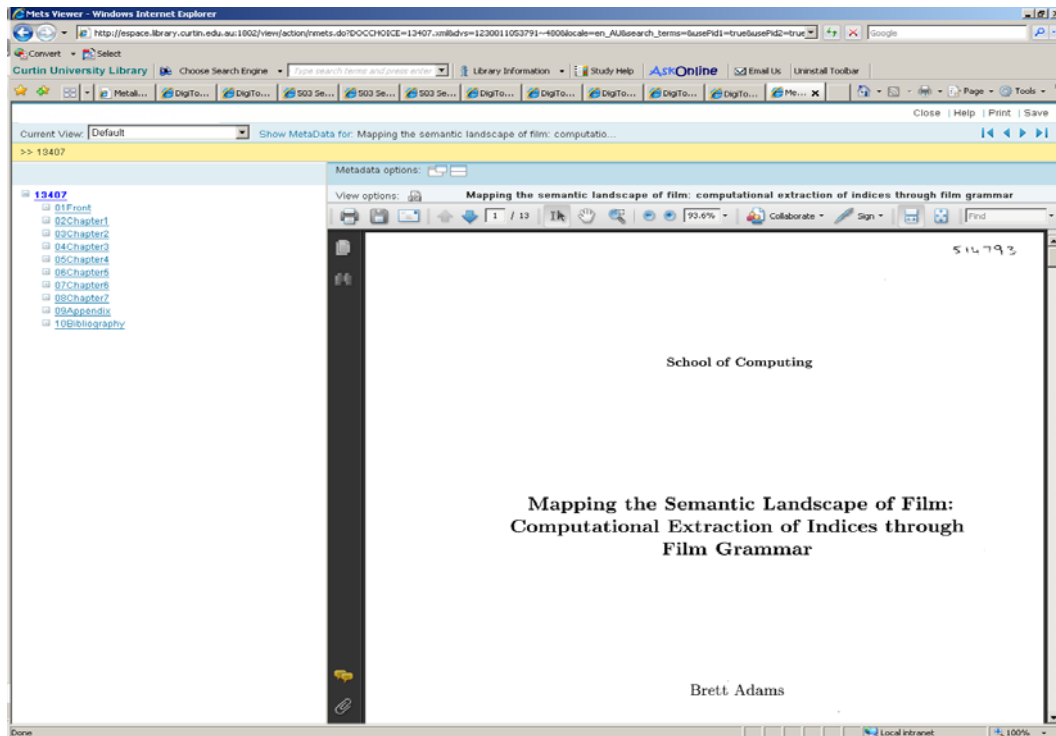 Mets Viewer - Windows Internet Explorer
http://espace.library.curtin.edu.au:1802/view/action/nmets.do?DOCCHOICE=13407.xml&dvs=1230011053791~480&locale=en_AU&search_terms=&usePid1=true&usePid2=true
Google
Convert Select
Curtin University Library Choose Search Engine Type search terms and press enter Library Information Study Help ASKOnline Email Us Uninstall Toolbar
Metal... DigiTo... DigiTo... 503 Se... 503 Se... 503 Se... DigiTo... DigiTo... DigiTo... DigiTo... Me... Page Tools
Close | Help | Print | Save
Current View: Default Show MetaData for: Mapping the semantic landscape of film: computatio...
>> 13407
Metadata options:
13407
01Front
02Chapter1
03Chapter2
04Chapter3
05Chapter4
06Chapter5
07Chapter6
08Chapter7
09Appendix
10Bibliography
View options: Mapping the semantic landscape of film: computational extraction of indices through film grammar
1 / 13 93.6% Collaborate Sign Find
514793
School of Computing
Mapping the Semantic Landscape of Film:
Computational Extraction of Indices through
Film Grammar
Brett Adams
Done Local intranet 100%